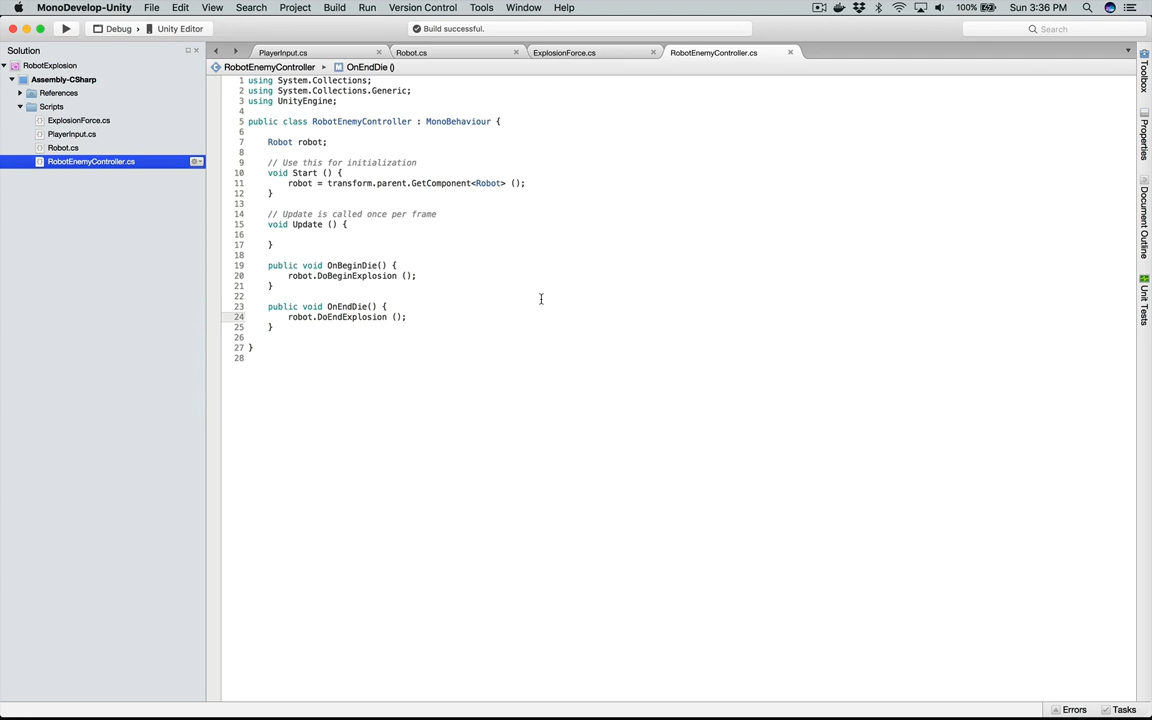 MonoDevelop-Unity File Edit View Search Project Build Run Version Control Tools Window Help 100% Sun 3:36 PM
Debug › Unity Editor Build successful. Search
Solution
RobotExplosion
Assembly-CSharp
References
Scripts
ExplosionForce.cs
PlayerInput.cs
Robot.cs
RobotEnemyController.cs
PlayerInput.cs Robot.cs ExplosionForce.cs RobotEnemyController.cs
RobotEnemyController OnEndDie ()
1 using System.Collections;
2 using System.Collections.Generic;
3 using UnityEngine;
4
5 public class RobotEnemyController : MonoBehaviour {
6
7 Robot robot;
8
9 // Use this for initialization
10 void Start () {
11 robot = transform.parent.GetComponent<Robot> ();
12 }
13
14 // Update is called once per frame
15 void Update () {
16
17 }
18
19 public void OnBeginDie() {
20 robot.DoBeginExplosion ();
21 }
22
23 public void OnEndDie() {
24 robot.DoEndExplosion ();
25 }
26
27 }
28
Toolbox
Properties
Document Outline
Unit Tests
Errors Tasks